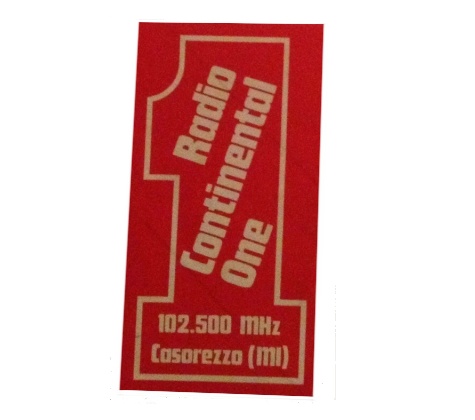 Radio
Continental
One
102.500 MHz
Casorezzo (MI)